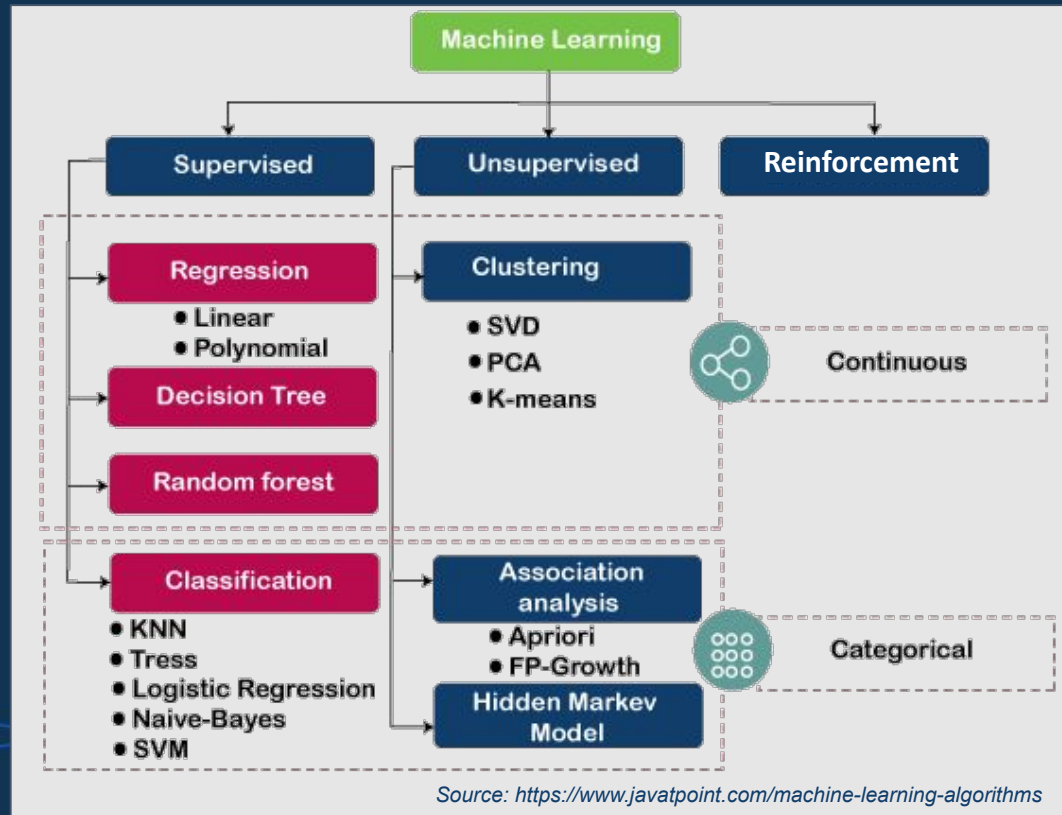 Machine Learning
Supervised
Unsupervised
Reinforcement
Regression
• Linear
• Polynomial
Decision Tree
Random forest
Clustering
• SVD
• PCA
• K-means
Continuous
Classification
• KNN
• Tress
• Logistic Regression
• Naive-Bayes
• SVM
Association
analysis
• Apriori
• FP-Growth
Hidden Markev
Model
Categorical
Source: https://www.javatpoint.com/machine-learning-algorithms